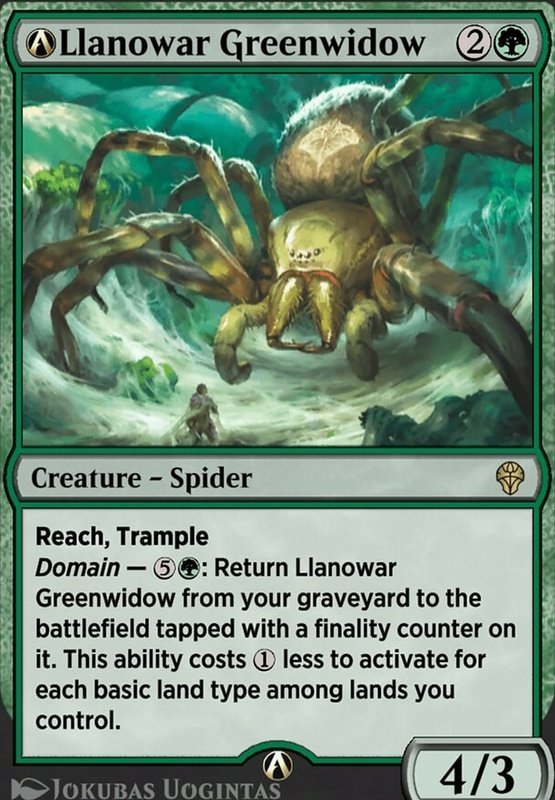 Llanowar Greenwidow 2
Creature – Spider
Reach, Trample
Domain — 5: Return Llanowar
Greenwidow from your graveyard to the
battlefield tapped with a finality counter on
it. This ability costs 1 less to activate for
each basic land type among lands you
control.
4/3
Jokubas Uogintas